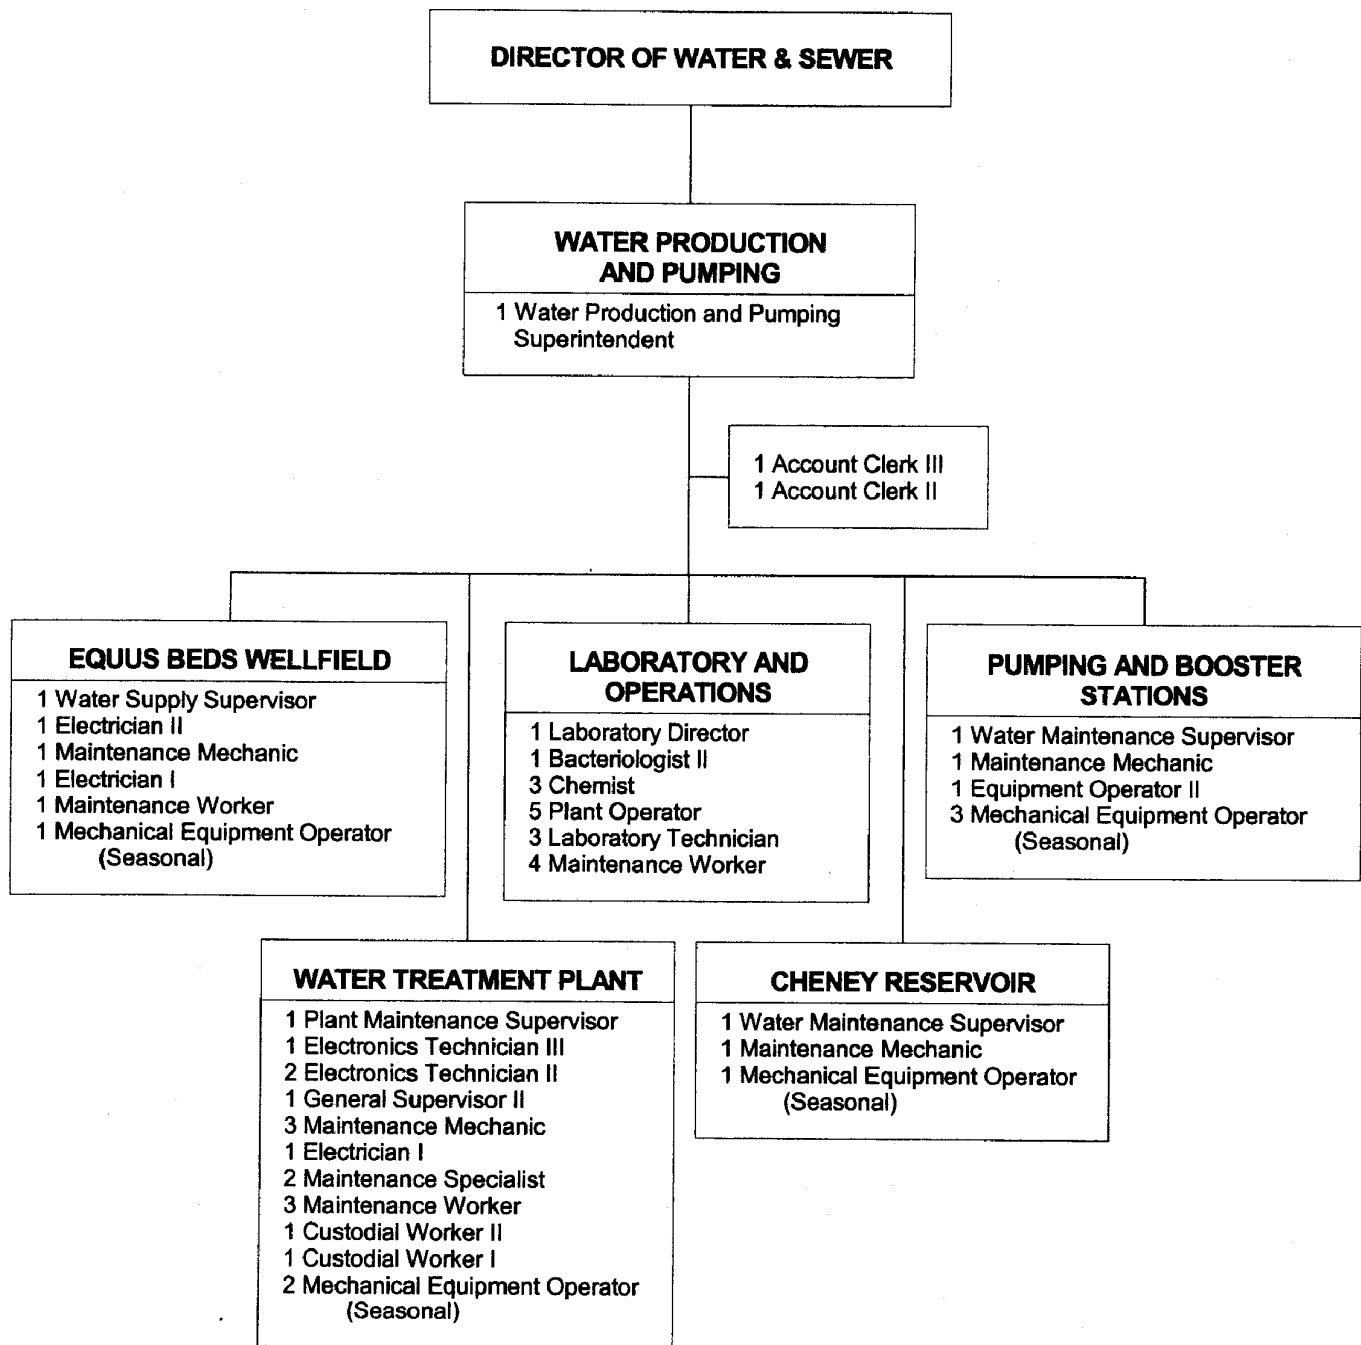 DIRECTOR OF WATER & SEWER
WATER PRODUCTION
AND PUMPING
1 Water Production and Pumping
Superintendent
1 Account Clerk III
1 Account Clerk II
EQUUS BEDS WELLFIELD
1 Water Supply Supervisor
1 Electrician II
1 Maintenance Mechanic
1 Electrician I
1 Maintenance Worker
1 Mechanical Equipment Operator
(Seasonal)
LABORATORY AND
OPERATIONS
1 Laboratory Director
1 Bacteriologist II
3 Chemist
5 Plant Operator
3 Laboratory Technician
4 Maintenance Worker
PUMPING AND BOOSTER
STATIONS
1 Water Maintenance Supervisor
1 Maintenance Mechanic
1 Equipment Operator II
3 Mechanical Equipment Operator
(Seasonal)
WATER TREATMENT PLANT
1 Plant Maintenance Supervisor
1 Electronics Technician III
2 Electronics Technician II
1 General Supervisor II
3 Maintenance Mechanic
1 Electrician I
2 Maintenance Specialist
3 Maintenance Worker
1 Custodial Worker II
1 Custodial Worker I
2 Mechanical Equipment Operator
(Seasonal)
CHENEY RESERVOIR
1 Water Maintenance Supervisor
1 Maintenance Mechanic
1 Mechanical Equipment Operator
(Seasonal)